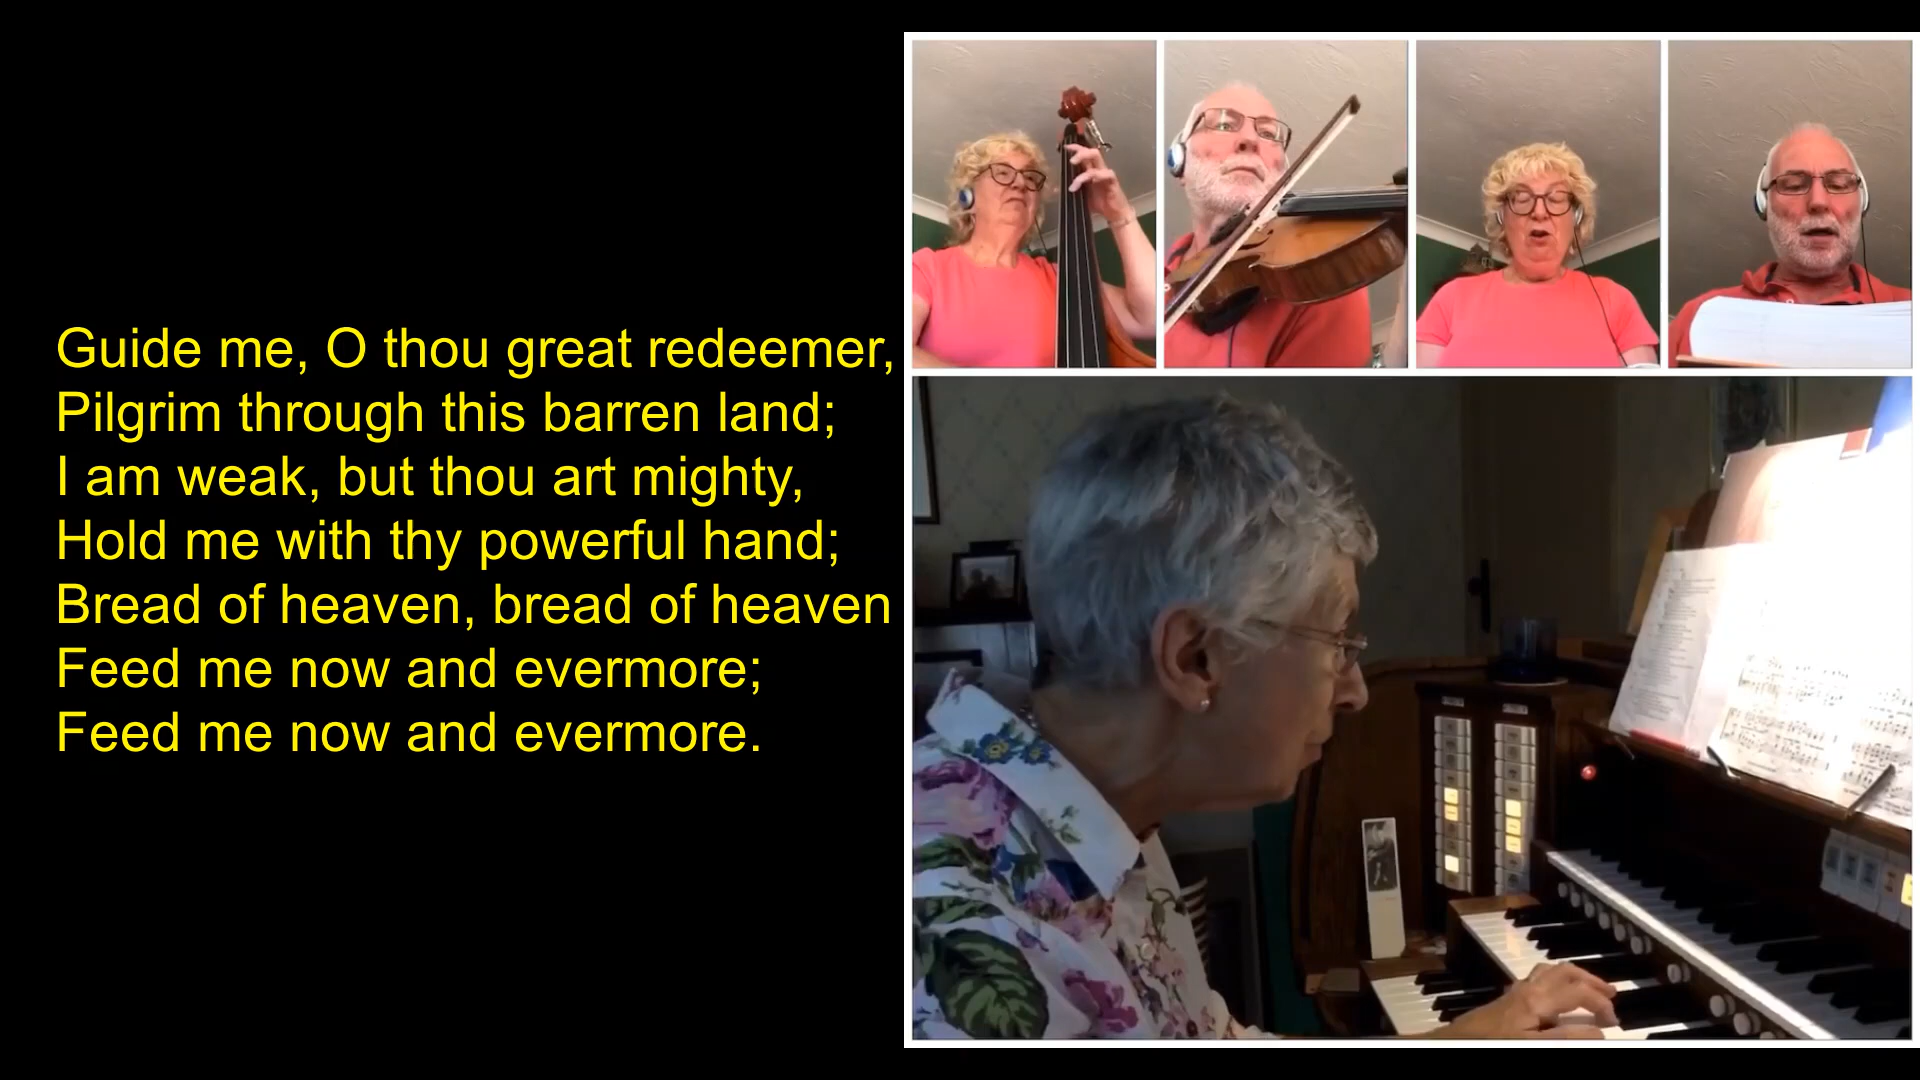 Guide me, O thou great redeemer,
Pilgrim through this barren land;
I am weak, but thou art mighty,
Hold me with thy powerful hand;
Bread of heaven, bread of heaven
Feed me now and evermore;
Feed me now and evermore.